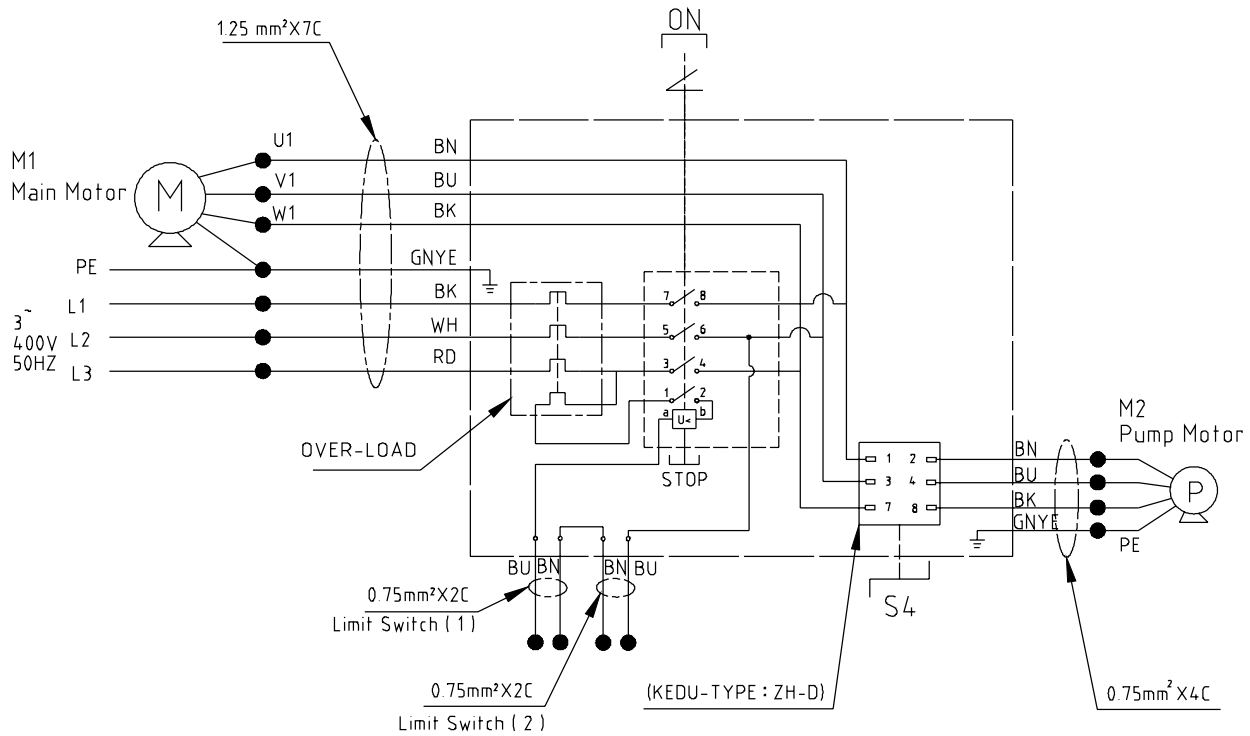 ON
1.25 mm²X7C
U1
BN
M1
Main Motor
M
V1
BU
W1
BK
PE
GNYE
L1
BK
7 8
3~
400V
50HZ
L2
WH
5 6
L3
RD
3 4
1 2
a b
U<
OVER-LOAD
STOP
M2
Pump Motor
1 2
BN
3 4
BU
P
7 8
BK
GNYE
PE
BU BN
BN BU
0.75mm²X2C
Limit Switch (1)
S4
0.75mm²X2C
Limit Switch (2)
(KEDU-TYPE:ZH-D)
0.75mm²X4C